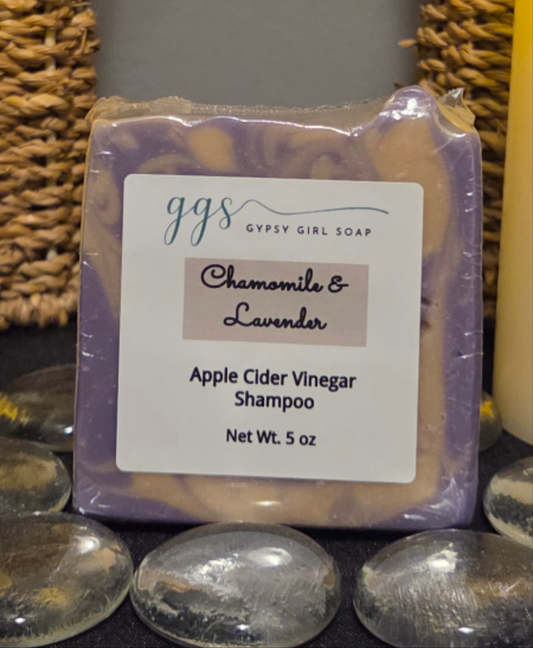 ggs
GYPSY GIRL SOAP
Chamomile &
Lavender
Apple Cider Vinegar
Shampoo
Net Wt. 5 oz